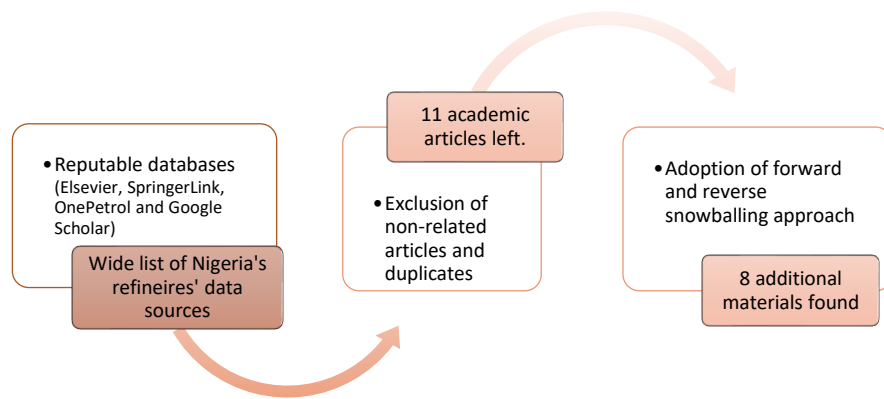 •Reputable databases
(Elsevier, SpringerLink,
OnePetrol and Google
Scholar)
Wide list of Nigeria's
refineires' data
sources
11 academic
articles left.
•Exclusion of
non-related
articles and
duplicates
•Adoption of forward
and reverse
snowballing approach
8 additional
materials found